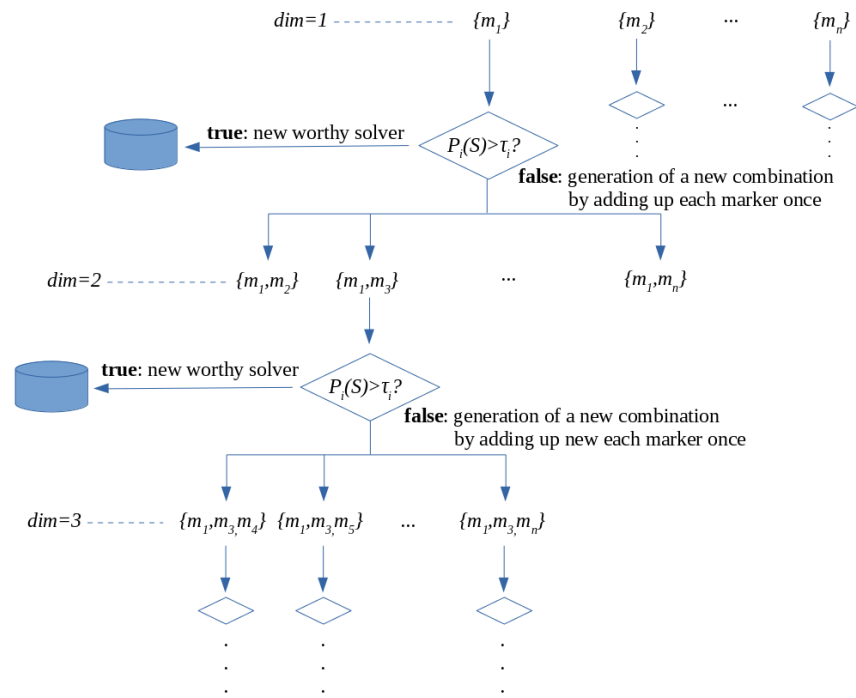 dim=1 {m₁} {m₂} ... {mₙ}
true: new worthy solver
Pᵢ(S)>τᵢ?
...
false: generation of a new combination
by adding up each marker once
dim=2 {m₁,m₂} {m₁,m₃} ... {m₁,mₙ}
true: new worthy solver
Pᵢ(S)>τᵢ?
false: generation of a new combination
by adding up new each marker once
dim=3 {m₁,m₃,m₄} {m₁,m₃,m₅} ... {m₁,m₃,mₙ}